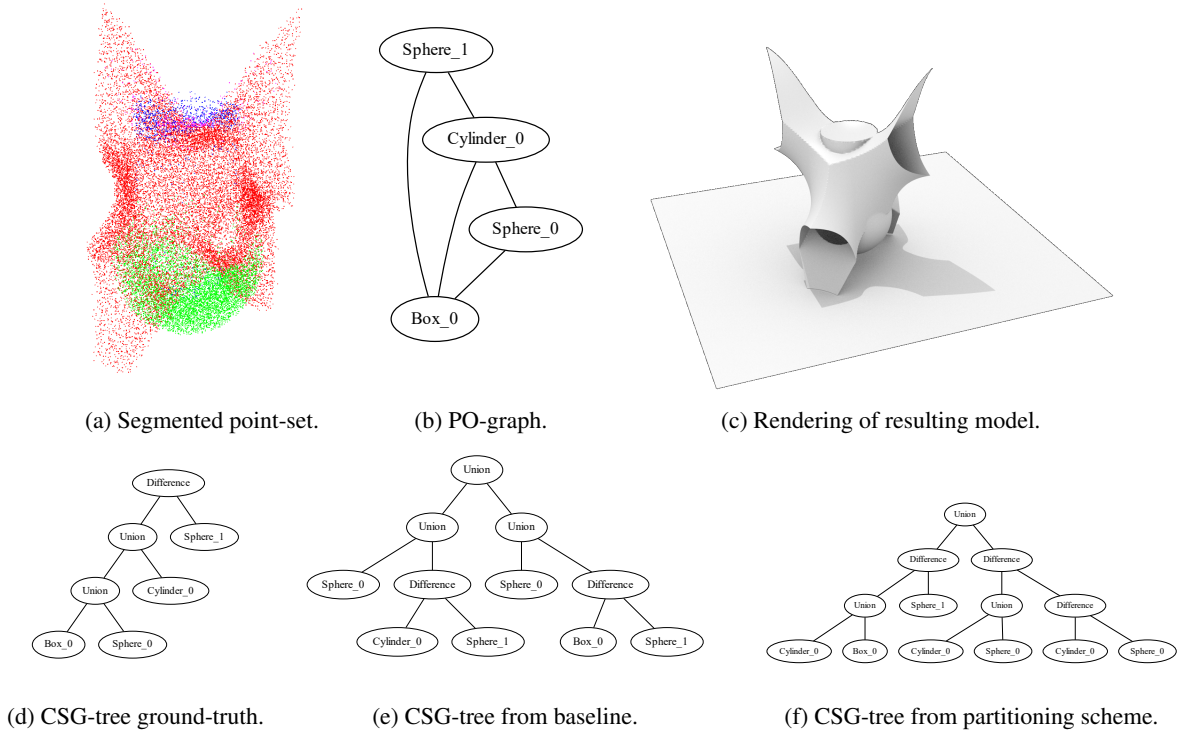 Sphere_1
Cylinder_0
Sphere_0
Box_0
(a) Segmented point-set.
(b) PO-graph.
(c) Rendering of resulting model.
Difference
Union
Sphere_1
Union
Cylinder_0
Box_0
Sphere_0
(d) CSG-tree ground-truth.
Union
Union
Union
Sphere_0
Difference
Sphere_0
Difference
Cylinder_0
Sphere_1
Box_0
Sphere_1
(e) CSG-tree from baseline.
Union
Difference
Difference
Union
Sphere_1
Union
Difference
Cylinder_0
Box_0
Cylinder_0
Sphere_0
Cylinder_0
Sphere_0
(f) CSG-tree from partitioning scheme.